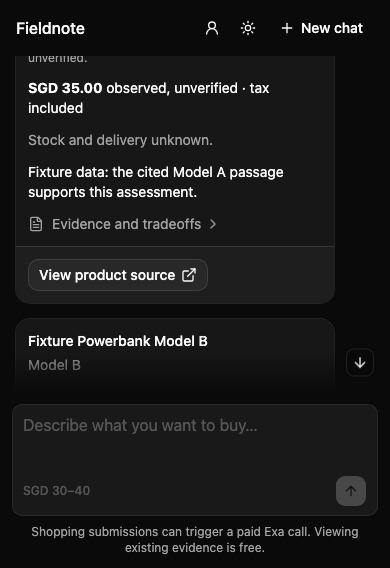 Fieldnote
New chat
unverified.
SGD 35.00 observed, unverified · tax
included
Stock and delivery unknown.
Fixture data: the cited Model A passage
supports this assessment.
Evidence and tradeoffs
View product source
Fixture Powerbank Model B
Model B
Describe what you want to buy...
SGD 30–40
Shopping submissions can trigger a paid Exa call. Viewing
existing evidence is free.